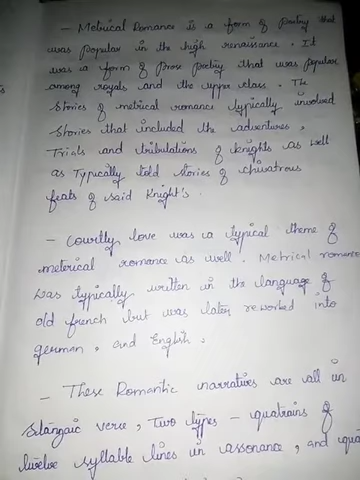 - Metrical Romance is a form of Poetry that
was popular in the high renaissance. It
was a form of Prose Poetry that was popular
among royals and the upper class. The
stories of metrical romance typically involved
stories that included the adventures,
Trials and tribulations of knights as well
as Typically told stories of chivatrous
feats of said Knight's.
- Courtly love was a typical theme of
meterical romance as well. Metrical romance
was typically written in the language of
old french but was later reworked into
german, and English.
- These Romantic narratives are all in
stangaic verse, Two types - quatrains of
twelve syllable lines in assonance, and